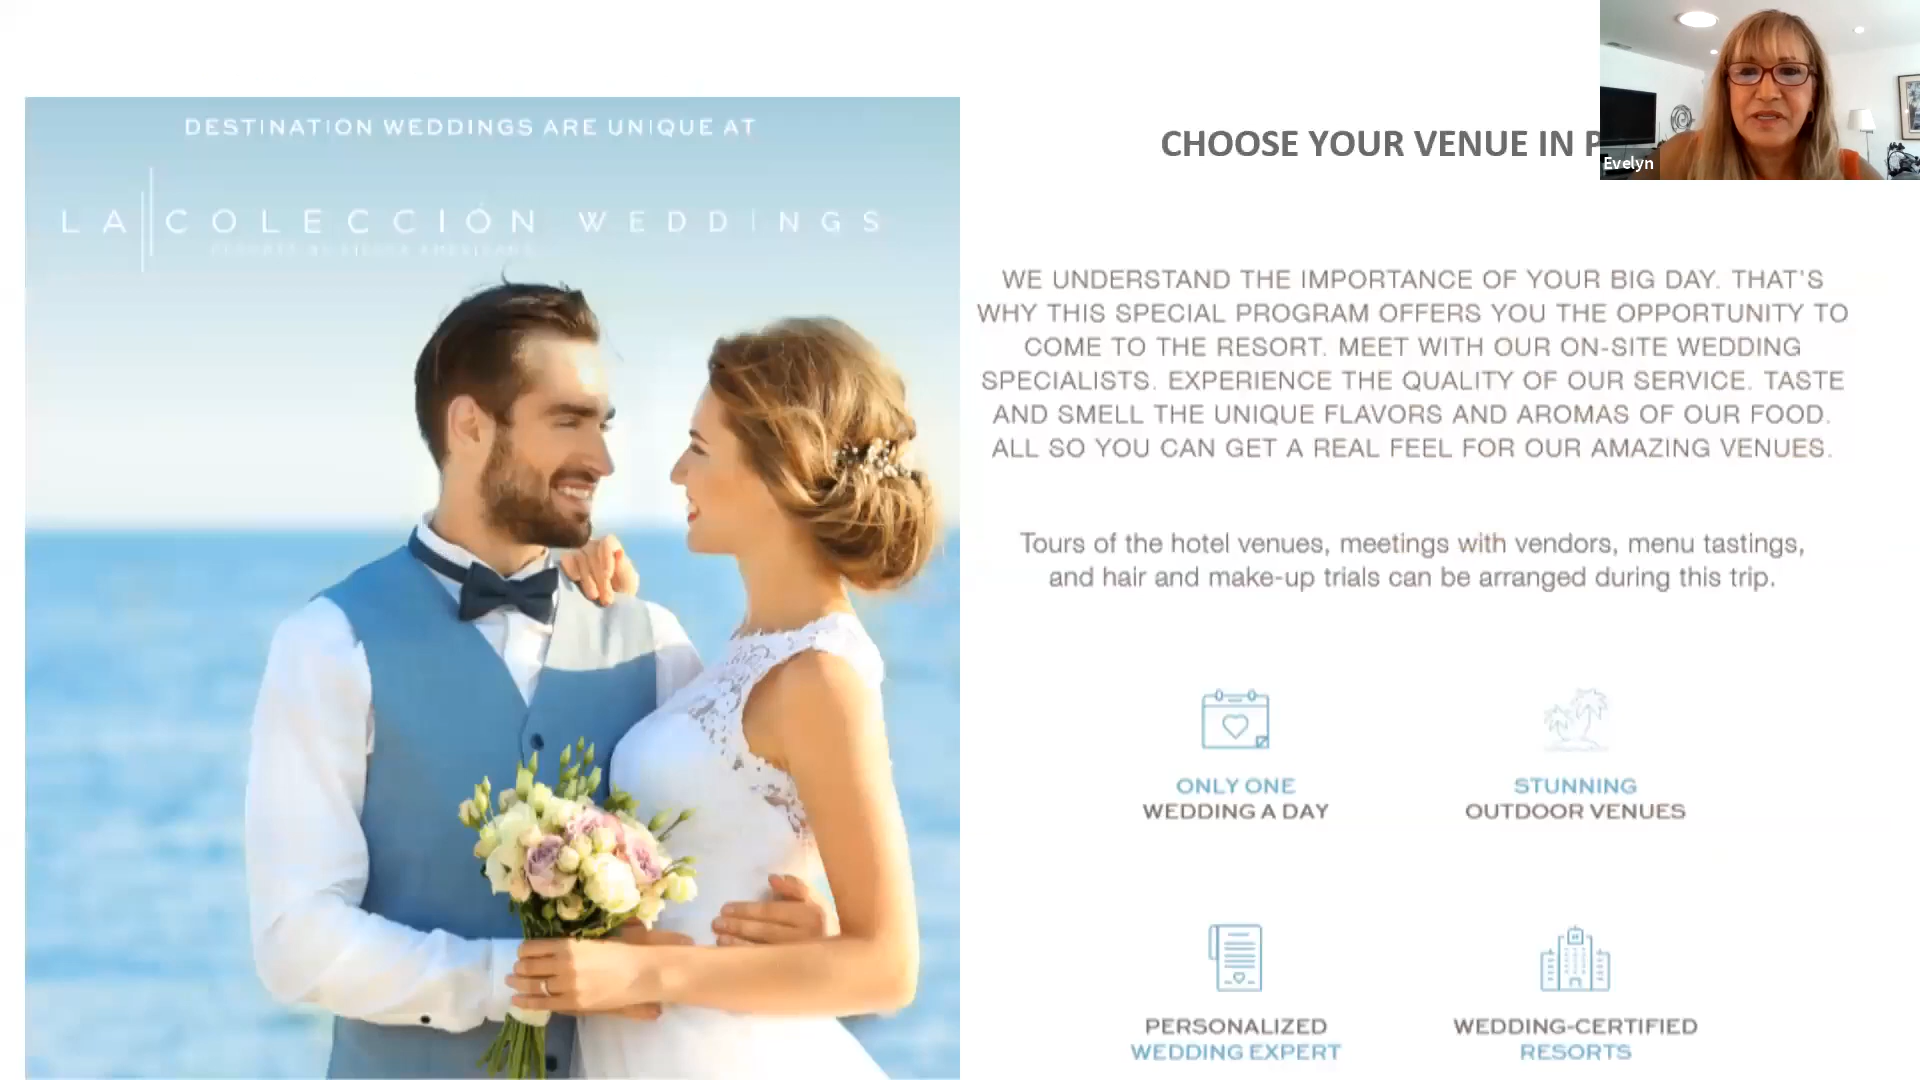 DESTINATION WEDDINGS ARE UNIQUE AT
LA COLECCIÓN WEDDINGS
CHOOSE YOUR VENUE IN
Evelyn
WE UNDERSTAND THE IMPORTANCE OF YOUR BIG DAY. THAT'S
WHY THIS SPECIAL PROGRAM OFFERS YOU THE OPPORTUNITY TO
COME TO THE RESORT. MEET WITH OUR ON-SITE WEDDING
SPECIALISTS. EXPERIENCE THE QUALITY OF OUR SERVICE. TASTE
AND SMELL THE UNIQUE FLAVORS AND AROMAS OF OUR FOOD.
ALL SO YOU CAN GET A REAL FEEL FOR OUR AMAZING VENUES.
Tours of the hotel venues, meetings with vendors, menu tastings,
and hair and make-up trials can be arranged during this trip.
ONLY ONE
WEDDING A DAY
STUNNING
OUTDOOR VENUES
PERSONALIZED
WEDDING EXPERT
WEDDING-CERTIFIED
RESORTS